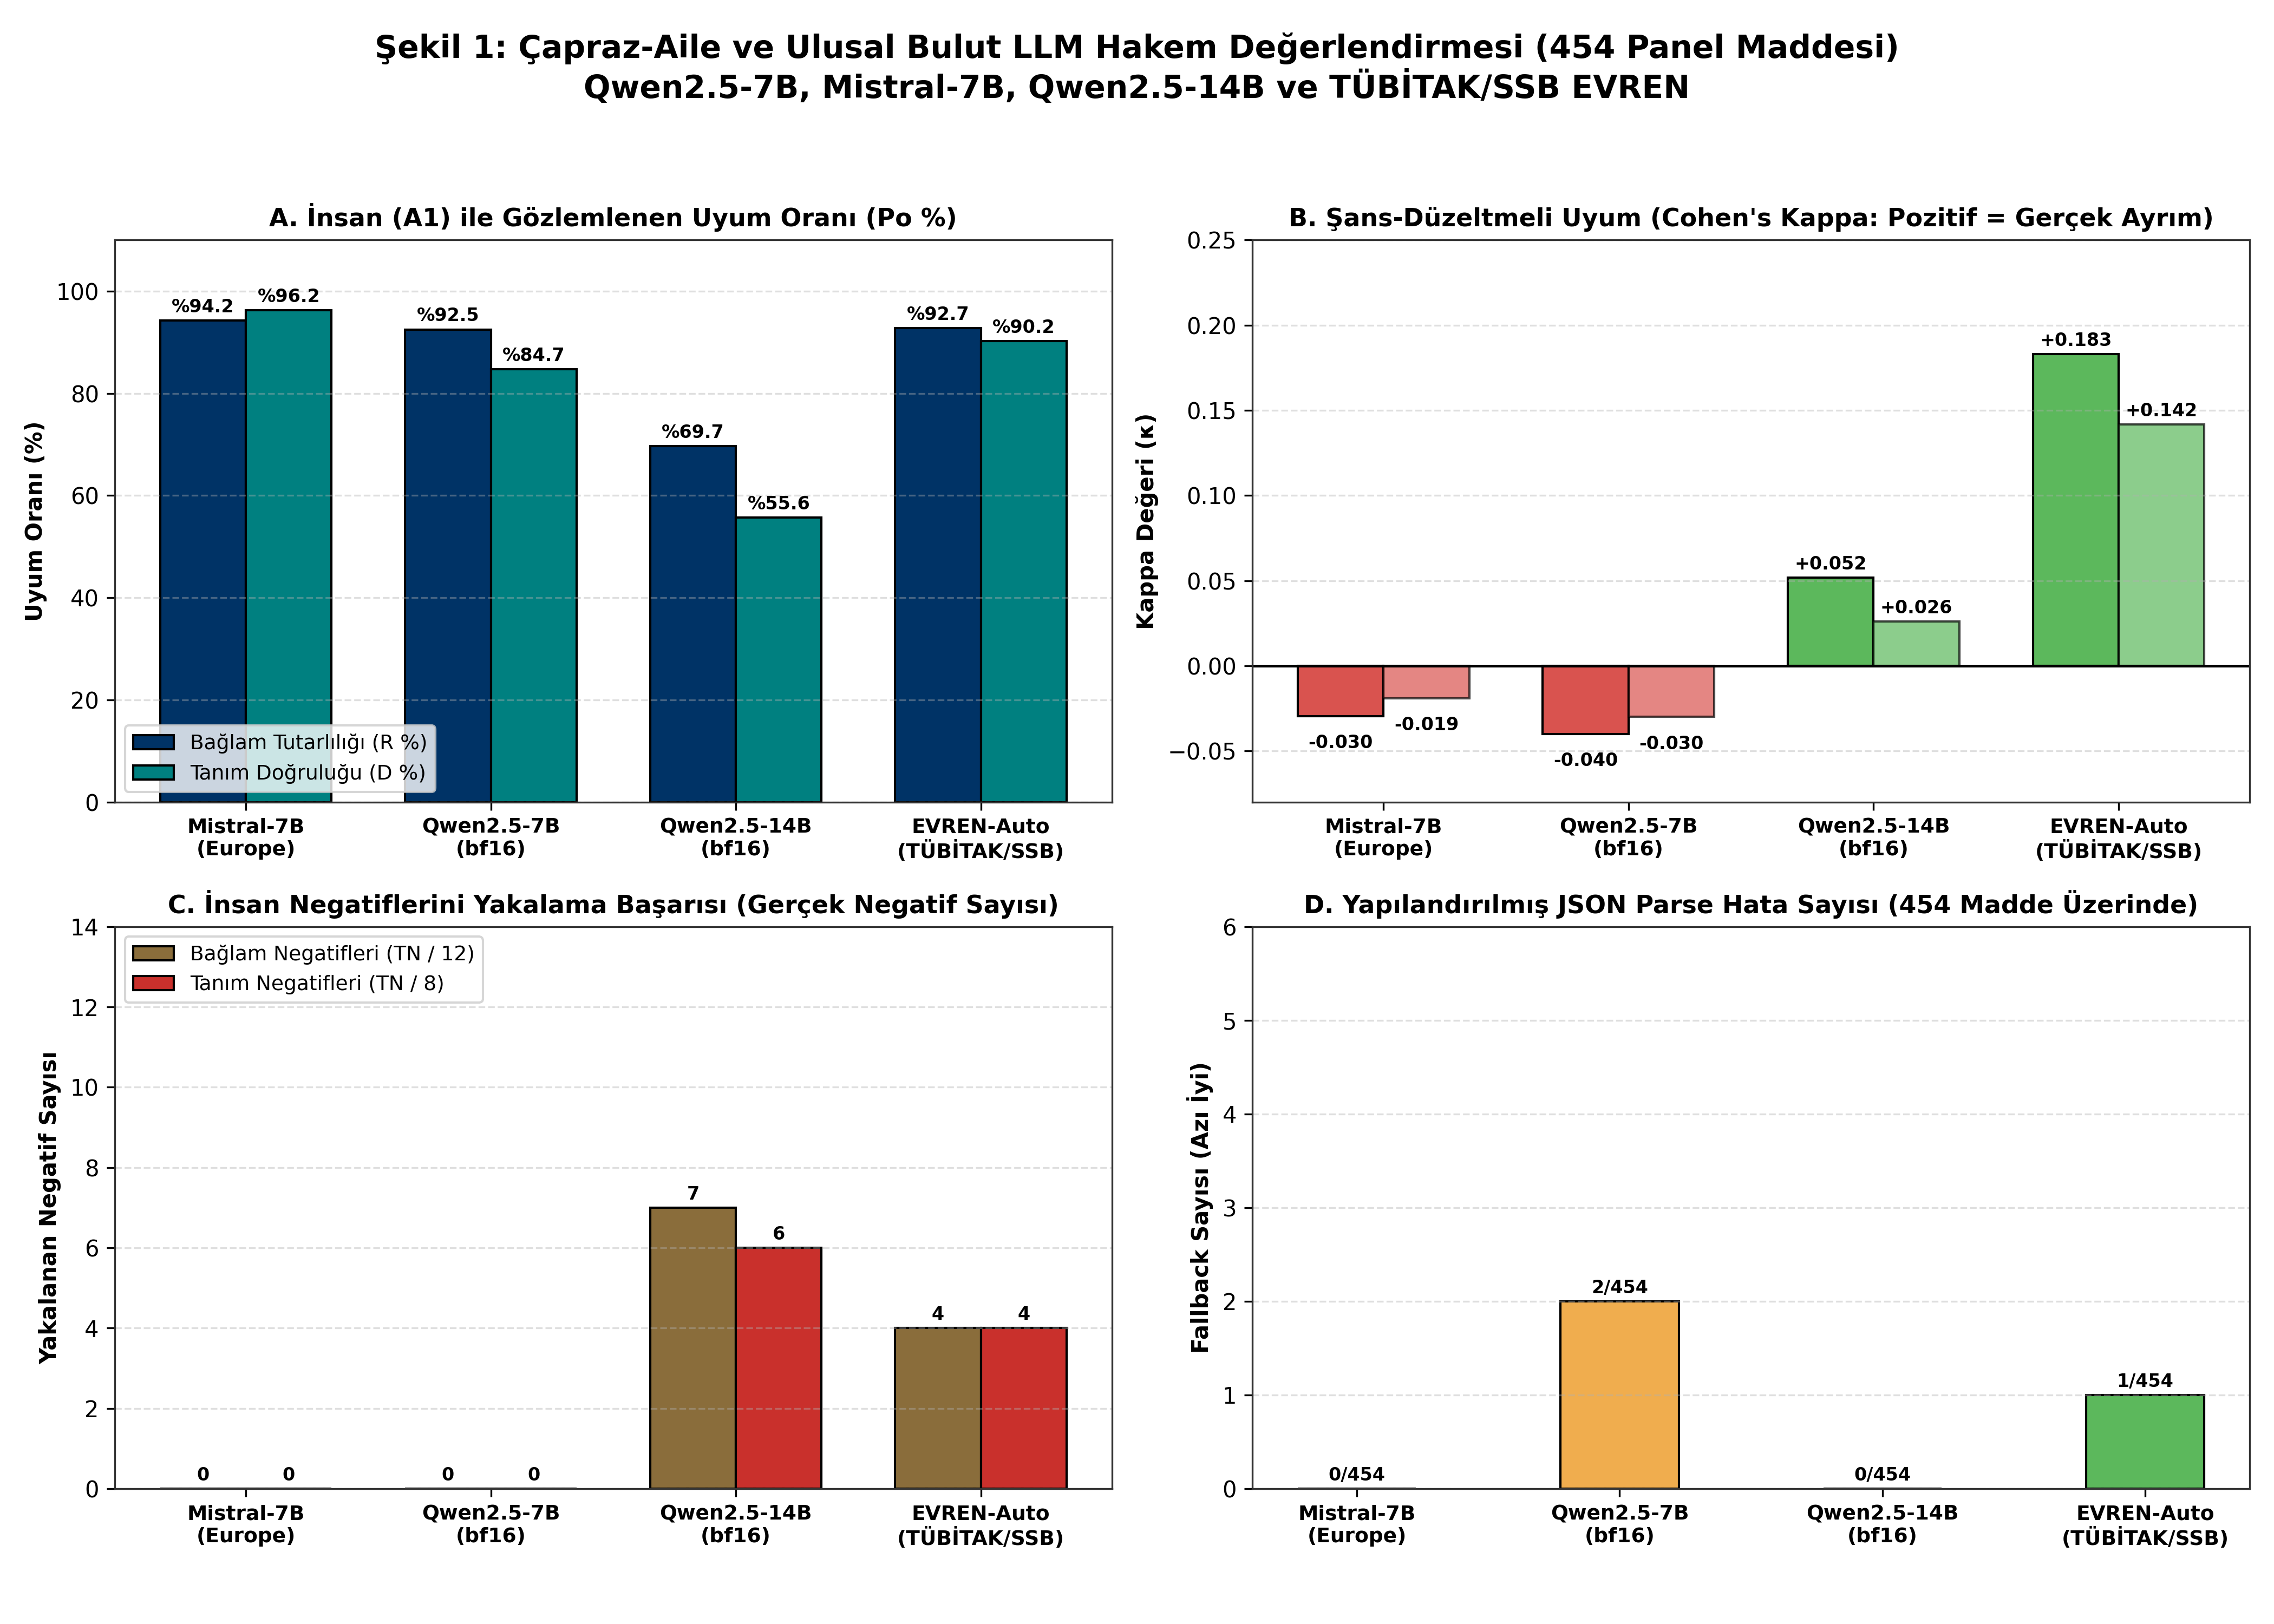 Şekil 1: Çapraz-Aile ve Ulusal Bulut LLM Hakem Değerlendirmesi (454 Panel Maddesi)
Qwen2.5-7B, Mistral-7B, Qwen2.5-14B ve TÜBİTAK/SSB EVREN
A. İnsan (A1) ile Gözlemlenen Uyum Oranı (Po %)
Uyum Oranı (%)
100
80
60
40
20
0
%94.2
%96.2
%92.5
%84.7
%69.7
%55.6
%92.7
%90.2
Bağlam Tutarlılığı (R %)
Tanım Doğruluğu (D %)
Mistral-7B
(Europe)
Qwen2.5-7B
(bf16)
Qwen2.5-14B
(bf16)
EVREN-Auto
(TÜBİTAK/SSB)
B. Şans-Düzeltmeli Uyum (Cohen's Kappa: Pozitif = Gerçek Ayrım)
Kappa Değeri (κ)
0.25
0.20
0.15
0.10
0.05
0.00
−0.05
-0.030
-0.019
-0.040
-0.030
+0.052
+0.026
+0.183
+0.142
Mistral-7B
(Europe)
Qwen2.5-7B
(bf16)
Qwen2.5-14B
(bf16)
EVREN-Auto
(TÜBİTAK/SSB)
C. İnsan Negatiflerini Yakalama Başarısı (Gerçek Negatif Sayısı)
Yakalanan Negatif Sayısı
14
12
10
8
6
4
2
0
Bağlam Negatifleri (TN / 12)
Tanım Negatifleri (TN / 8)
0
0
0
0
7
6
4
4
Mistral-7B
(Europe)
Qwen2.5-7B
(bf16)
Qwen2.5-14B
(bf16)
EVREN-Auto
(TÜBİTAK/SSB)
D. Yapılandırılmış JSON Parse Hata Sayısı (454 Madde Üzerinde)
Fallback Sayısı (Azı İyi)
6
5
4
3
2
1
0
0/454
2/454
0/454
1/454
Mistral-7B
(Europe)
Qwen2.5-7B
(bf16)
Qwen2.5-14B
(bf16)
EVREN-Auto
(TÜBİTAK/SSB)